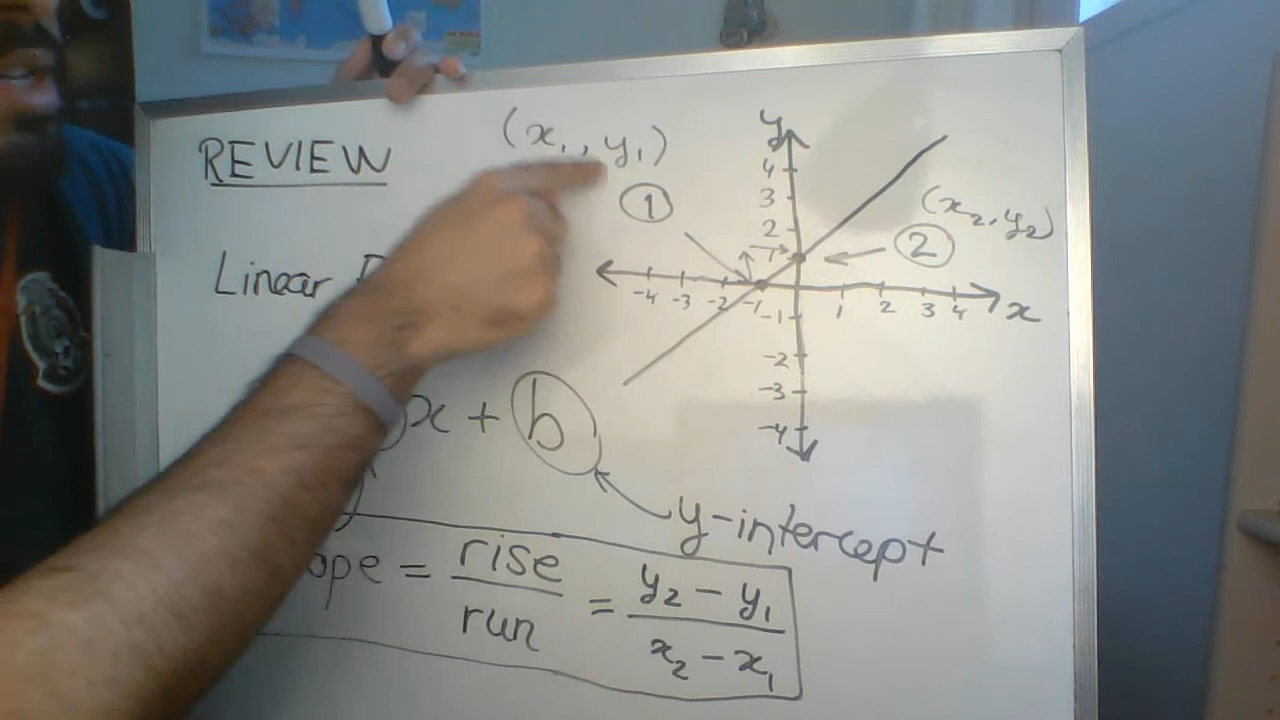 REVIEW
(x₁, y₁)
①
Linear
x + b
y-intercept
ope = rise/run = y₂ - y₁/x₂ - x₁
y
4
3
2
1
(x₂, y₂)
②
-4 -3 -2 -1 1 2 3 4 x
-1
-2
-3
-4